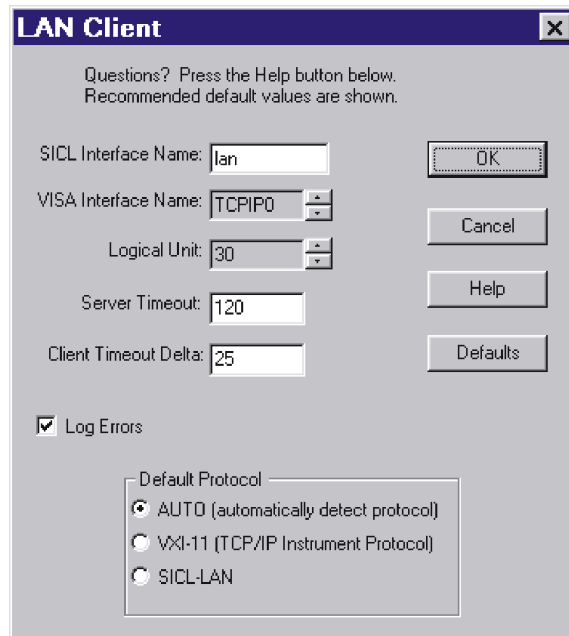 LAN Client
Questions? Press the Help button below.
Recommended default values are shown.
SICL Interface Name: lan
OK
VISA Interface Name: TCPIP0
Cancel
Logical Unit: 30
Help
Server Timeout: 120
Client Timeout Delta: 25
Defaults
Log Errors
Default Protocol
AUTO (automatically detect protocol)
VXI-11 (TCP/IP Instrument Protocol)
SICL-LAN